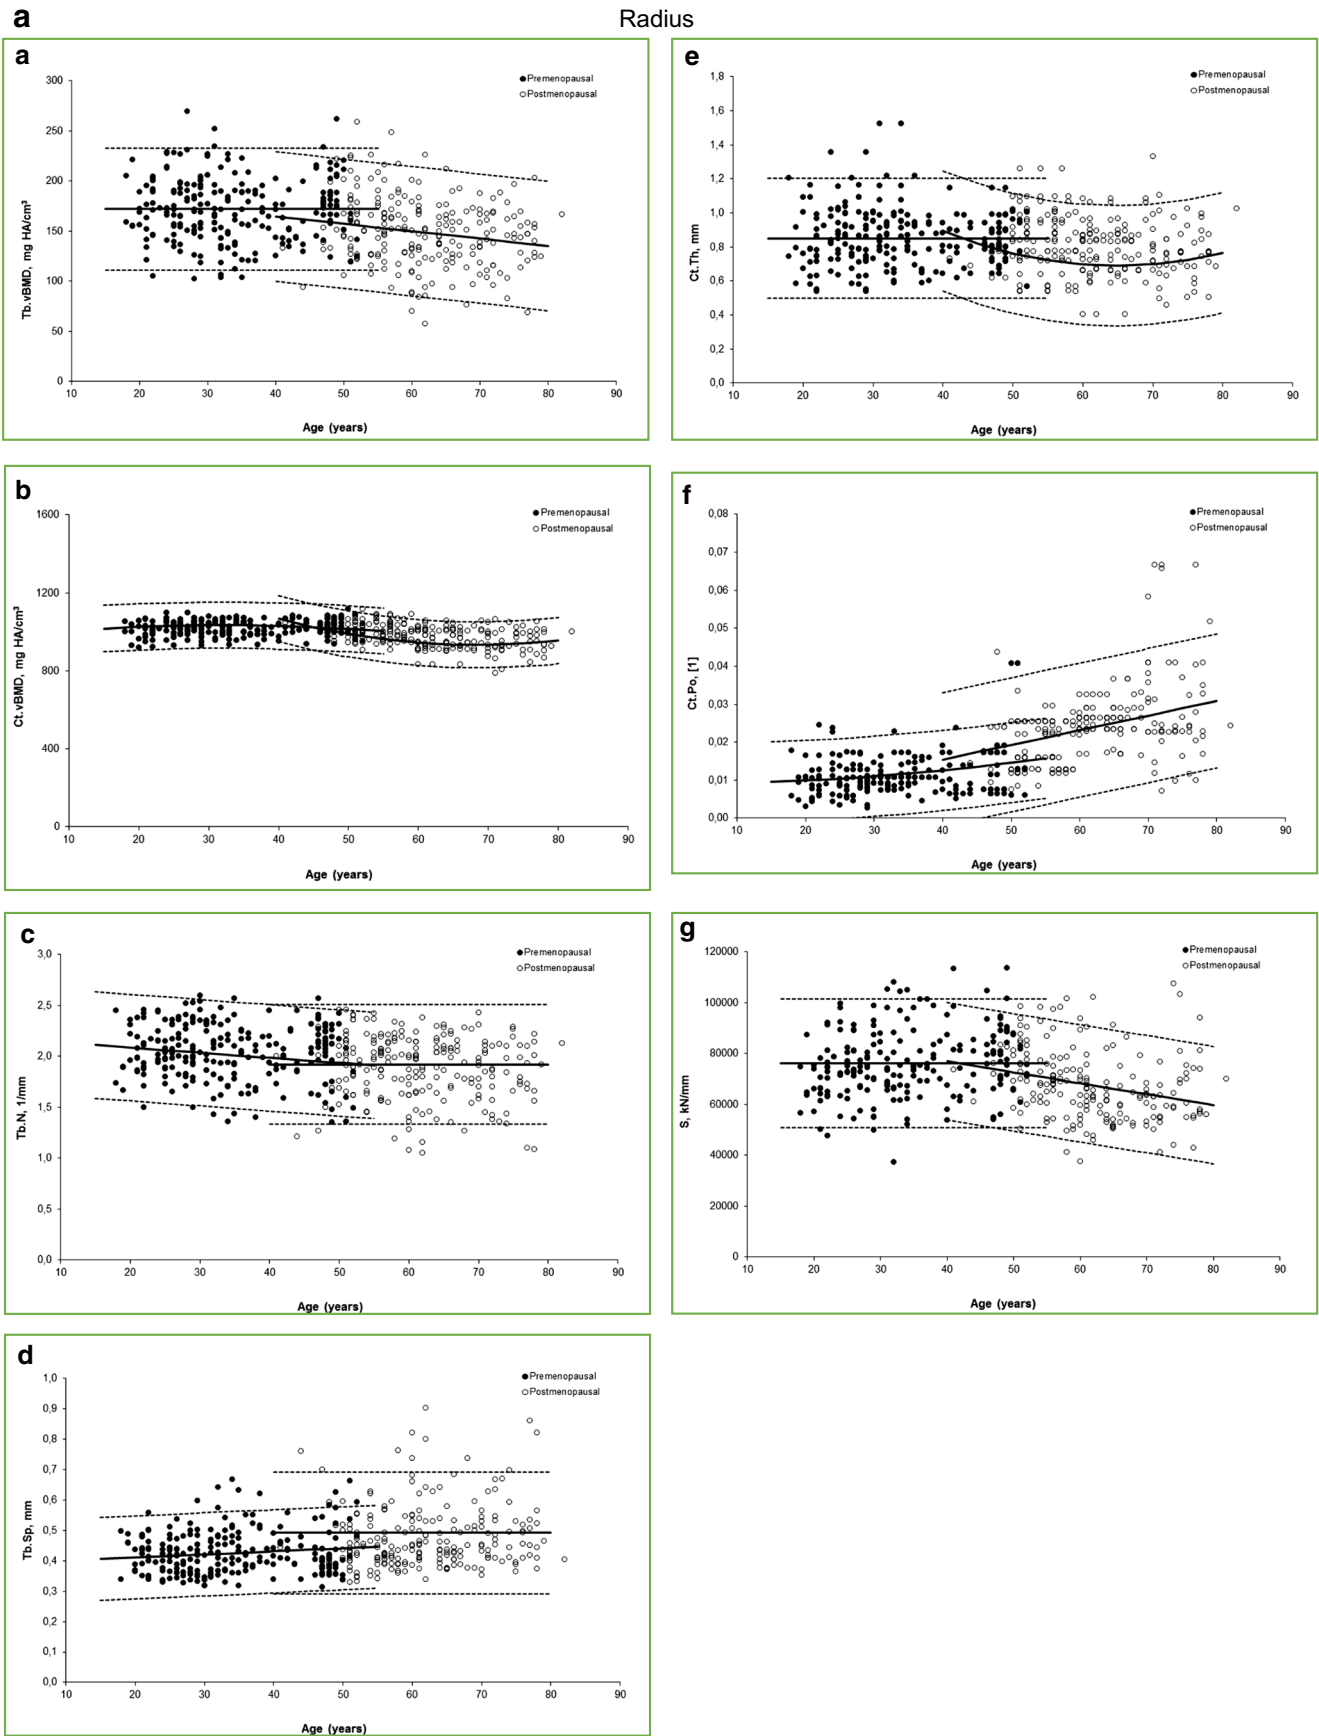 a
Radius
a
300
250
200
150
100
50
0
Tb.vBMD, mg HA/cm³
Premenopausal
Postmenopausal
10 20 30 40 50 60 70 80 90
Age (years)
e
1,8
1,6
1,4
1,2
1,0
0,8
0,6
0,4
0,2
0,0
Ct.Th, mm
Premenopausal
Postmenopausal
10 20 30 40 50 60 70 80 90
Age (years)
b
1600
1200
800
400
0
Ct.vBMD, mg HA/cm³
Premenopausal
Postmenopausal
10 20 30 40 50 60 70 80 90
Age (years)
f
0,08
0,07
0,06
0,05
0,04
0,03
0,02
0,01
0,00
Ct.Po, [1]
Premenopausal
Postmenopausal
10 20 30 40 50 60 70 80 90
Age (years)
c
3,0
2,5
2,0
1,5
1,0
0,5
0,0
Tb.N, 1/mm
Premenopausal
Postmenopausal
10 20 30 40 50 60 70 80 90
Age (years)
g
120000
100000
80000
60000
40000
20000
0
S, kN/mm
Premenopausal
Postmenopausal
10 20 30 40 50 60 70 80 90
Age (years)
d
1,0
0,9
0,8
0,7
0,6
0,5
0,4
0,3
0,2
0,1
0,0
Tb.Sp, mm
Premenopausal
Postmenopausal
10 20 30 40 50 60 70 80 90
Age (years)